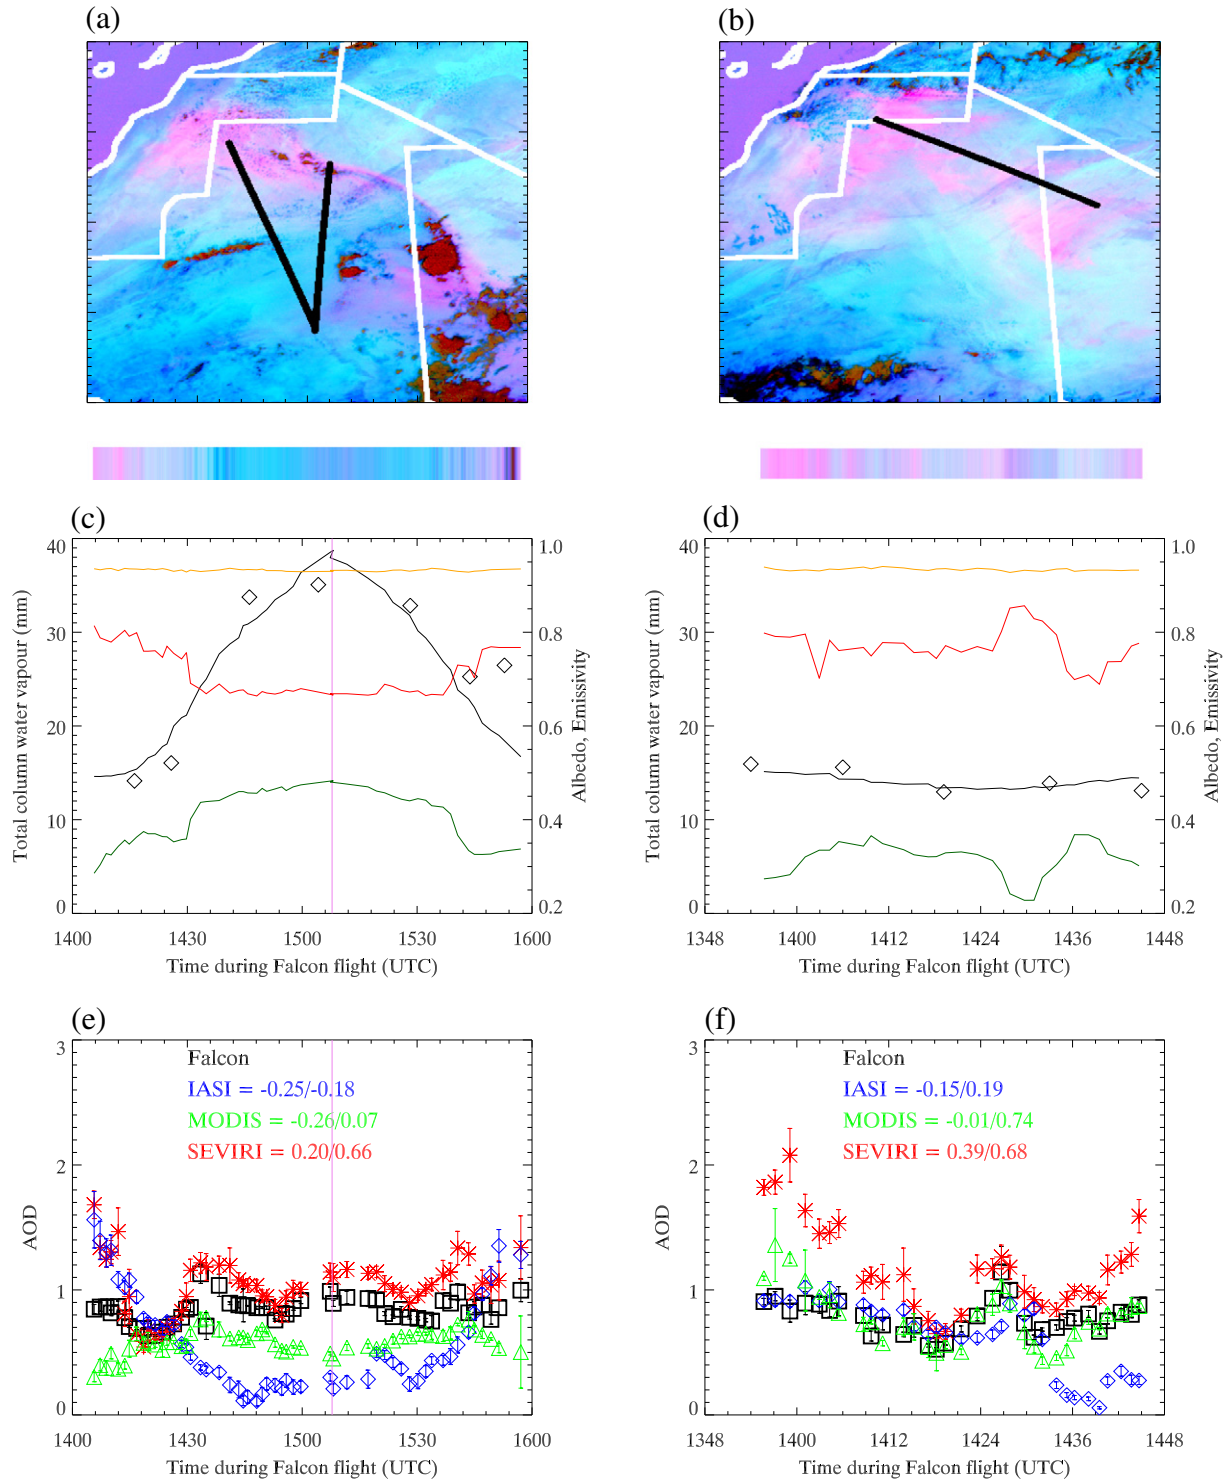 (a)
(b)
(c)
(d)
40
30
20
10
0
Total column water vapour (mm)
1.0
0.8
0.6
0.4
0.2
Albedo, Emissivity
1400
1430
1500
1530
1600
Time during Falcon flight (UTC)
40
30
20
10
0
Total column water vapour (mm)
1.0
0.8
0.6
0.4
0.2
Albedo, Emissivity
1348
1400
1412
1424
1436
1448
Time during Falcon flight (UTC)
(e)
(f)
3
2
1
0
AOD
Falcon
IASI = -0.25/-0.18
MODIS = -0.26/0.07
SEVIRI = 0.20/0.66
1400
1430
1500
1530
1600
Time during Falcon flight (UTC)
3
2
1
0
AOD
Falcon
IASI = -0.15/0.19
MODIS = -0.01/0.74
SEVIRI = 0.39/0.68
1348
1400
1412
1424
1436
1448
Time during Falcon flight (UTC)